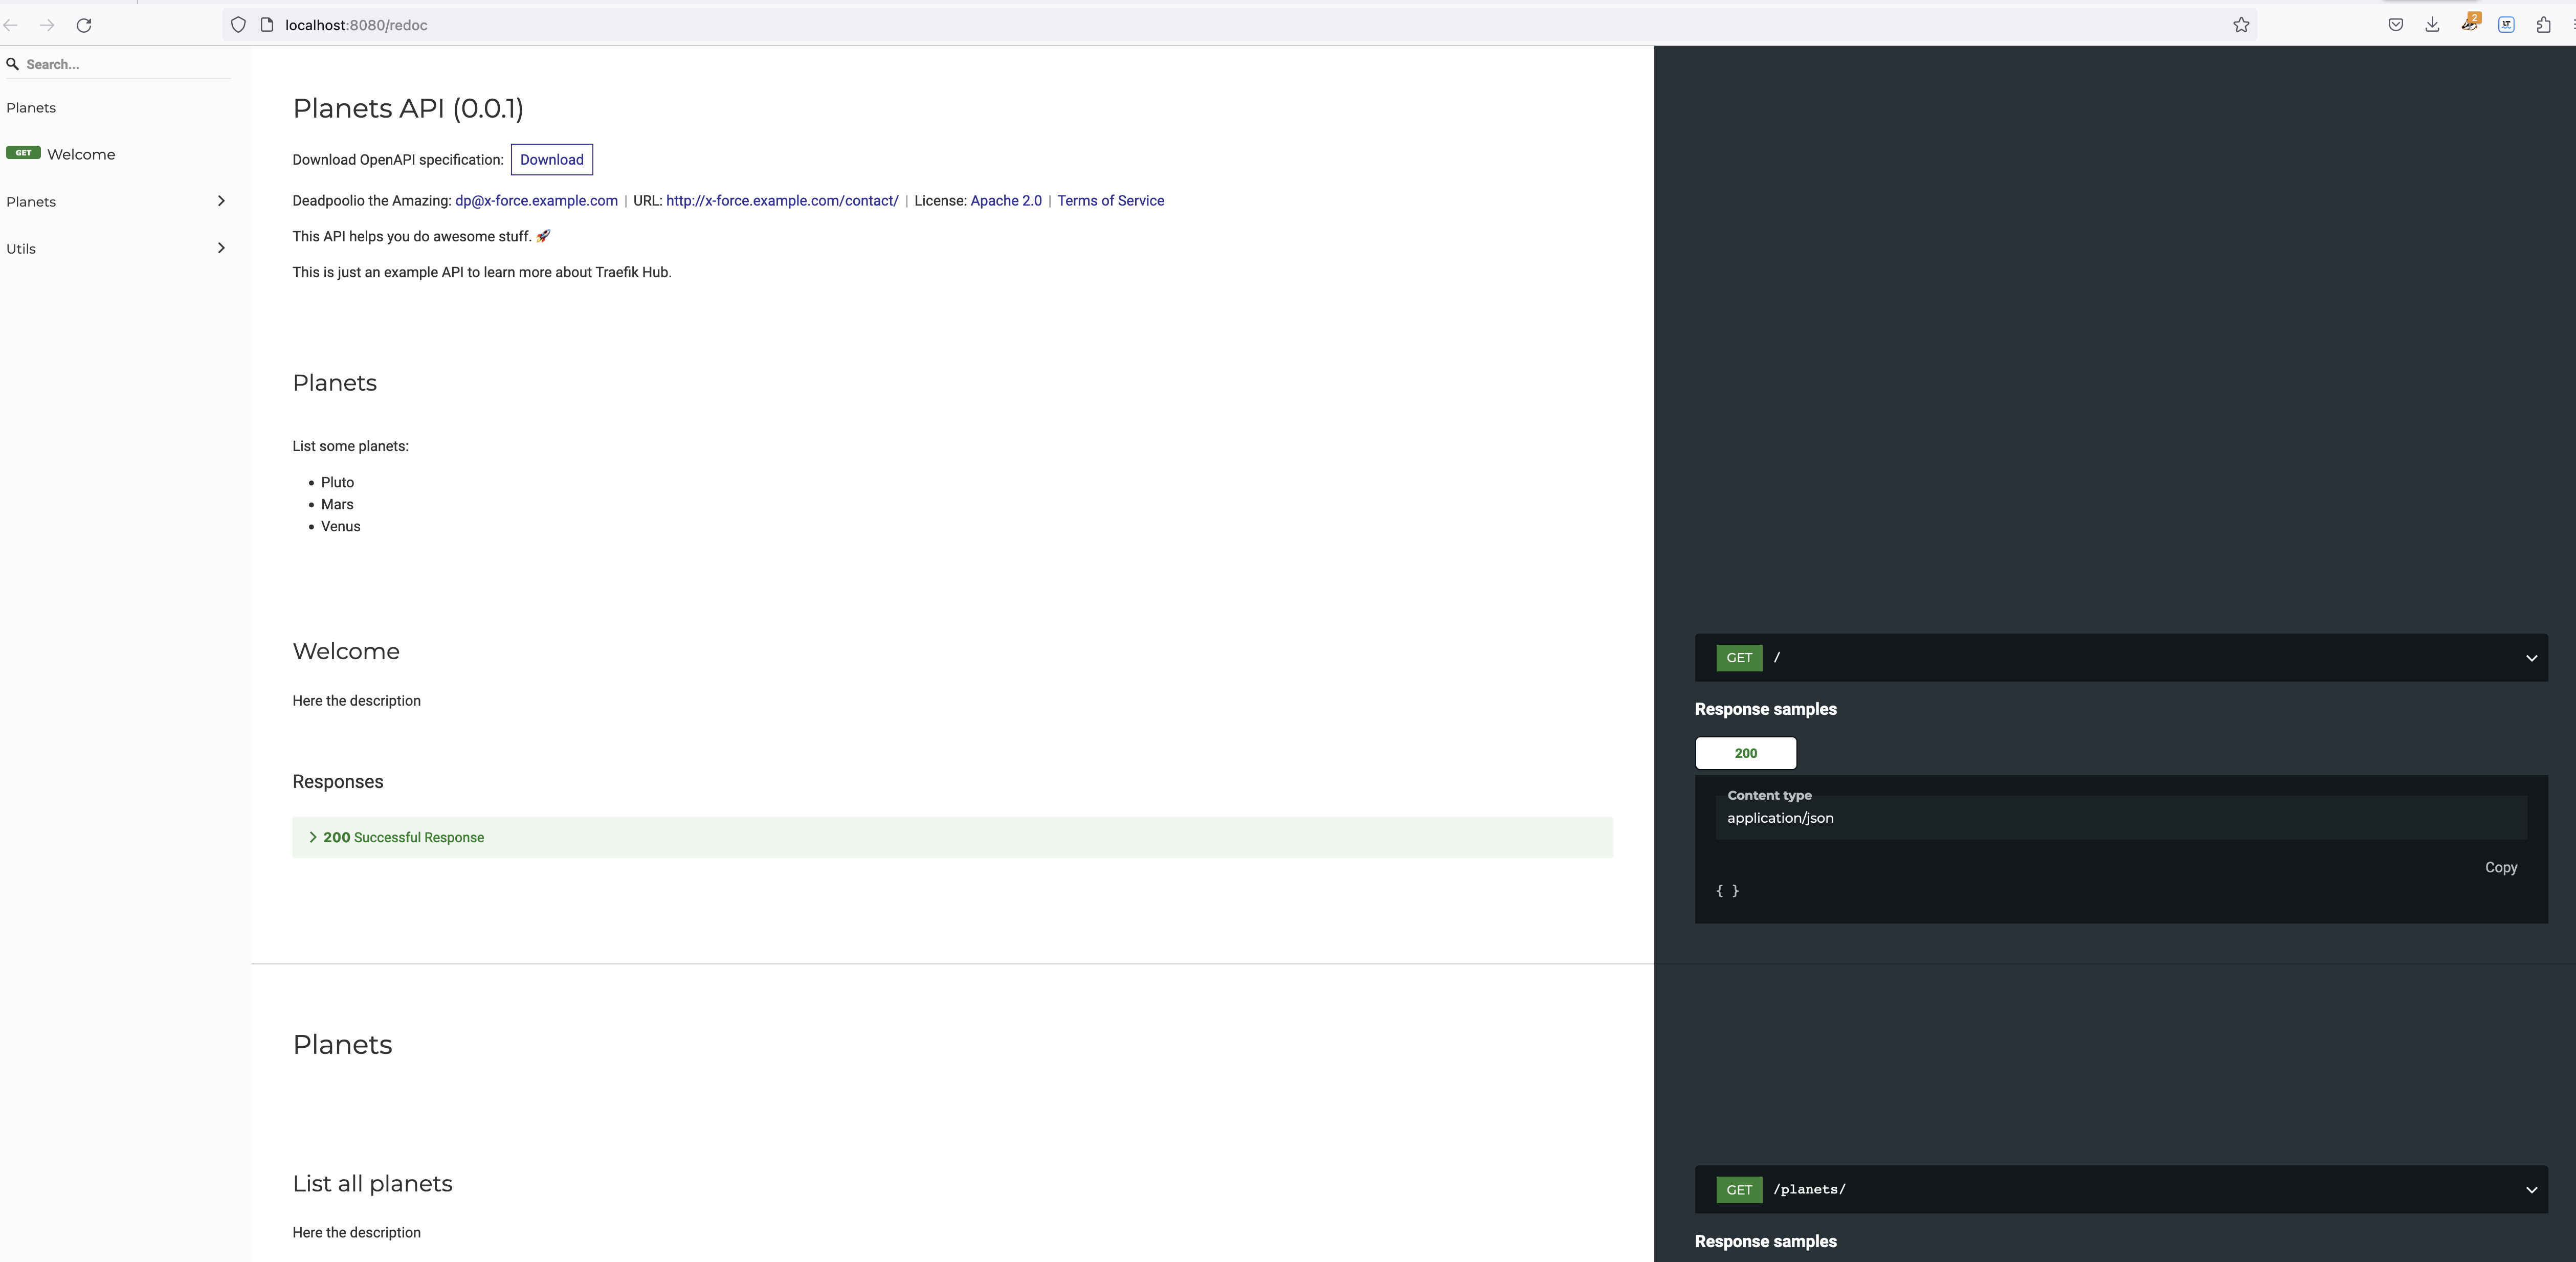 localhost:8080/redoc
2
LT
Search...
Planets
GET Welcome
Planets
Utils
Planets API (0.0.1)
Download OpenAPI specification: Download
Deadpoolio the Amazing: dp@x-force.example.com | URL: http://x-force.example.com/contact/ | License: Apache 2.0 | Terms of Service
This API helps you do awesome stuff. 🚀
This is just an example API to learn more about Traefik Hub.
Planets
List some planets:
• Pluto
• Mars
• Venus
Welcome
Here the description
Responses
200 Successful Response
GET /
Response samples
200
Content type
application/json
Copy
{ }
Planets
List all planets
Here the description
GET /planets/
Response samples